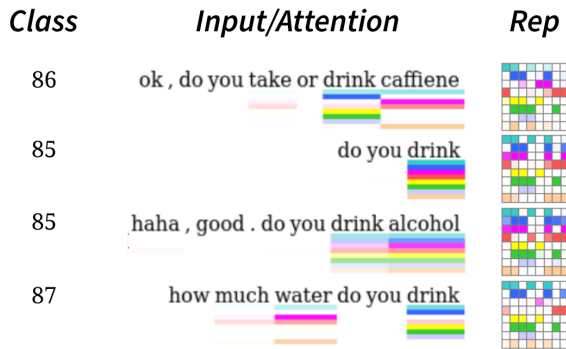 Class Input/Attention Rep
86 ok , do you take or drink caffiene
85 do you drink
85 haha , good . do you drink alcohol
87 how much water do you drink